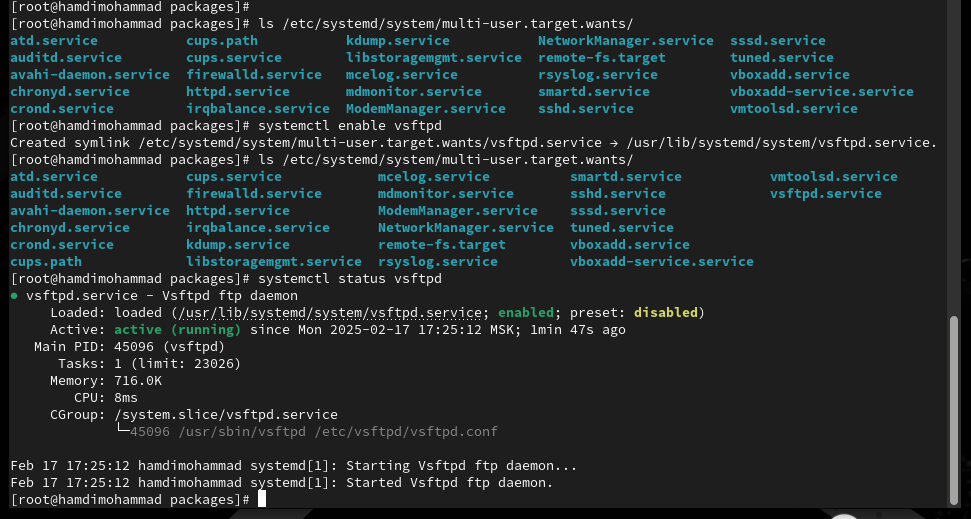 [root@hamdimohammad packages]#
[root@hamdimohammad packages]# ls /etc/systemd/system/multi-user.target.wants/
atd.service cups.path kdump.service NetworkManager.service sssd.service
auditd.service cups.service libstoragemgmt.service remote-fs.target tuned.service
avahi-daemon.service firewalld.service mcelog.service rsyslog.service vboxadd.service
chronyd.service httpd.service mdmonitor.service smartd.service vboxadd-service.service
crond.service irqbalance.service ModemManager.service sshd.service vmtoolsd.service
[root@hamdimohammad packages]# systemctl enable vsftpd
Created symlink /etc/systemd/system/multi-user.target.wants/vsftpd.service → /usr/lib/systemd/system/vsftpd.service.
[root@hamdimohammad packages]# ls /etc/systemd/system/multi-user.target.wants/
atd.service cups.service mcelog.service smartd.service vmtoolsd.service
auditd.service firewalld.service mdmonitor.service sshd.service vsftpd.service
avahi-daemon.service httpd.service ModemManager.service sssd.service
chronyd.service irqbalance.service NetworkManager.service tuned.service
crond.service kdump.service remote-fs.target vboxadd.service
cups.path libstoragemgmt.service rsyslog.service vboxadd-service.service
[root@hamdimohammad packages]# systemctl status vsftpd
● vsftpd.service - Vsftpd ftp daemon
Loaded: loaded (/usr/lib/systemd/system/vsftpd.service; enabled; preset: disabled)
Active: active (running) since Mon 2025-02-17 17:25:12 MSK; 1min 47s ago
Main PID: 45096 (vsftpd)
Tasks: 1 (limit: 23026)
Memory: 716.0K
CPU: 8ms
CGroup: /system.slice/vsftpd.service
└─45096 /usr/sbin/vsftpd /etc/vsftpd/vsftpd.conf
Feb 17 17:25:12 hamdimohammad systemd[1]: Starting Vsftpd ftp daemon...
Feb 17 17:25:12 hamdimohammad systemd[1]: Started Vsftpd ftp daemon.
[root@hamdimohammad packages]#